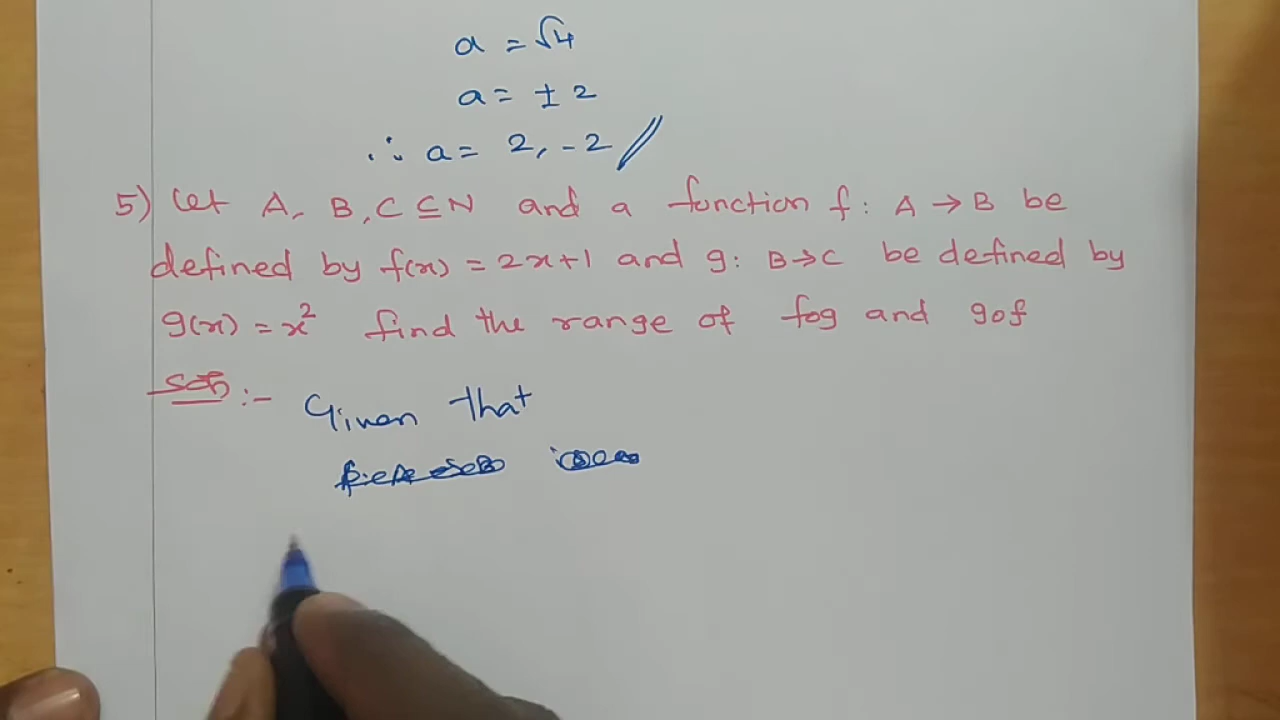 a = √4
a = ± 2
∴ a = 2, -2 //
5) Let A, B, C ⊆ N and a function f: A → B be
defined by f(x) = 2x+1 and g: B→C be defined by
g(x) = x² find the range of fog and gof
Soln :-
Given that